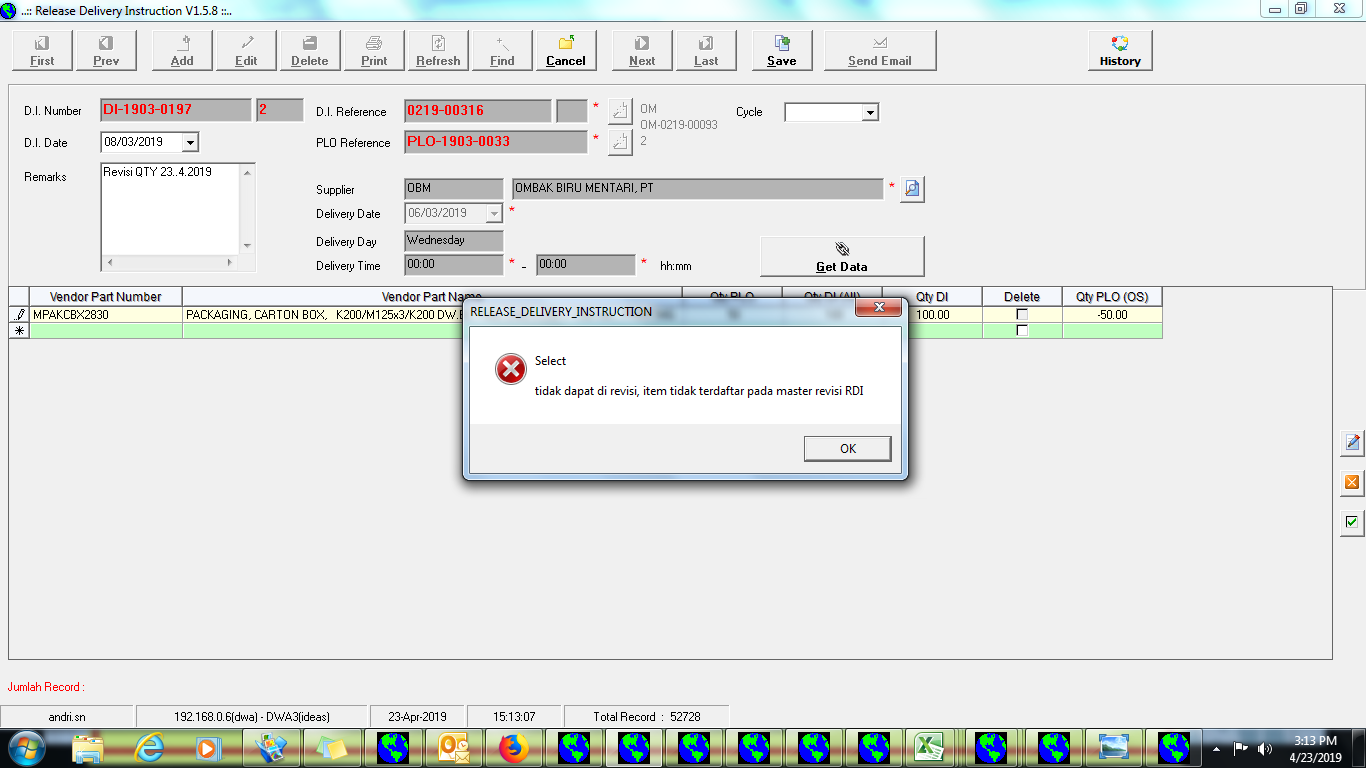 ..:: Release Delivery Instruction V1.5.8 ::..
First Prev Add Edit Delete Print Refresh Find Cancel Next Last Save Send Email History
D.I. Number DI-1903-0197 2 D.I. Reference 0219-00316 * OM Cycle
OM-0219-00093
D.I. Date 08/03/2019 PLO Reference PLO-1903-0033 * 2
Remarks Revisi QTY 23..4.2019
Supplier OBM OMBAK BIRU MENTARI, PT *
Delivery Date 06/03/2019 *
Delivery Day Wednesday
Delivery Time 00:00 * - 00:00 * hh:mm
Get Data
Vendor Part Number Vendor Part Name Qty PLO Qty DI (All) Qty DI Delete Qty PLO (OS)
MPAKCBX2830 PACKAGING, CARTON BOX, K200/M125x3/K200 DW. 100.00 -50.00
RELEASE_DELIVERY_INSTRUCTION
Select
tidak dapat di revisi, item tidak terdaftar pada master revisi RDI
OK
Jumlah Record :
andri.sn 192.168.0.6(dwa) - DWA3(ideas) 23-Apr-2019 15:13:07 Total Record : 52728
3:13 PM
4/23/2019